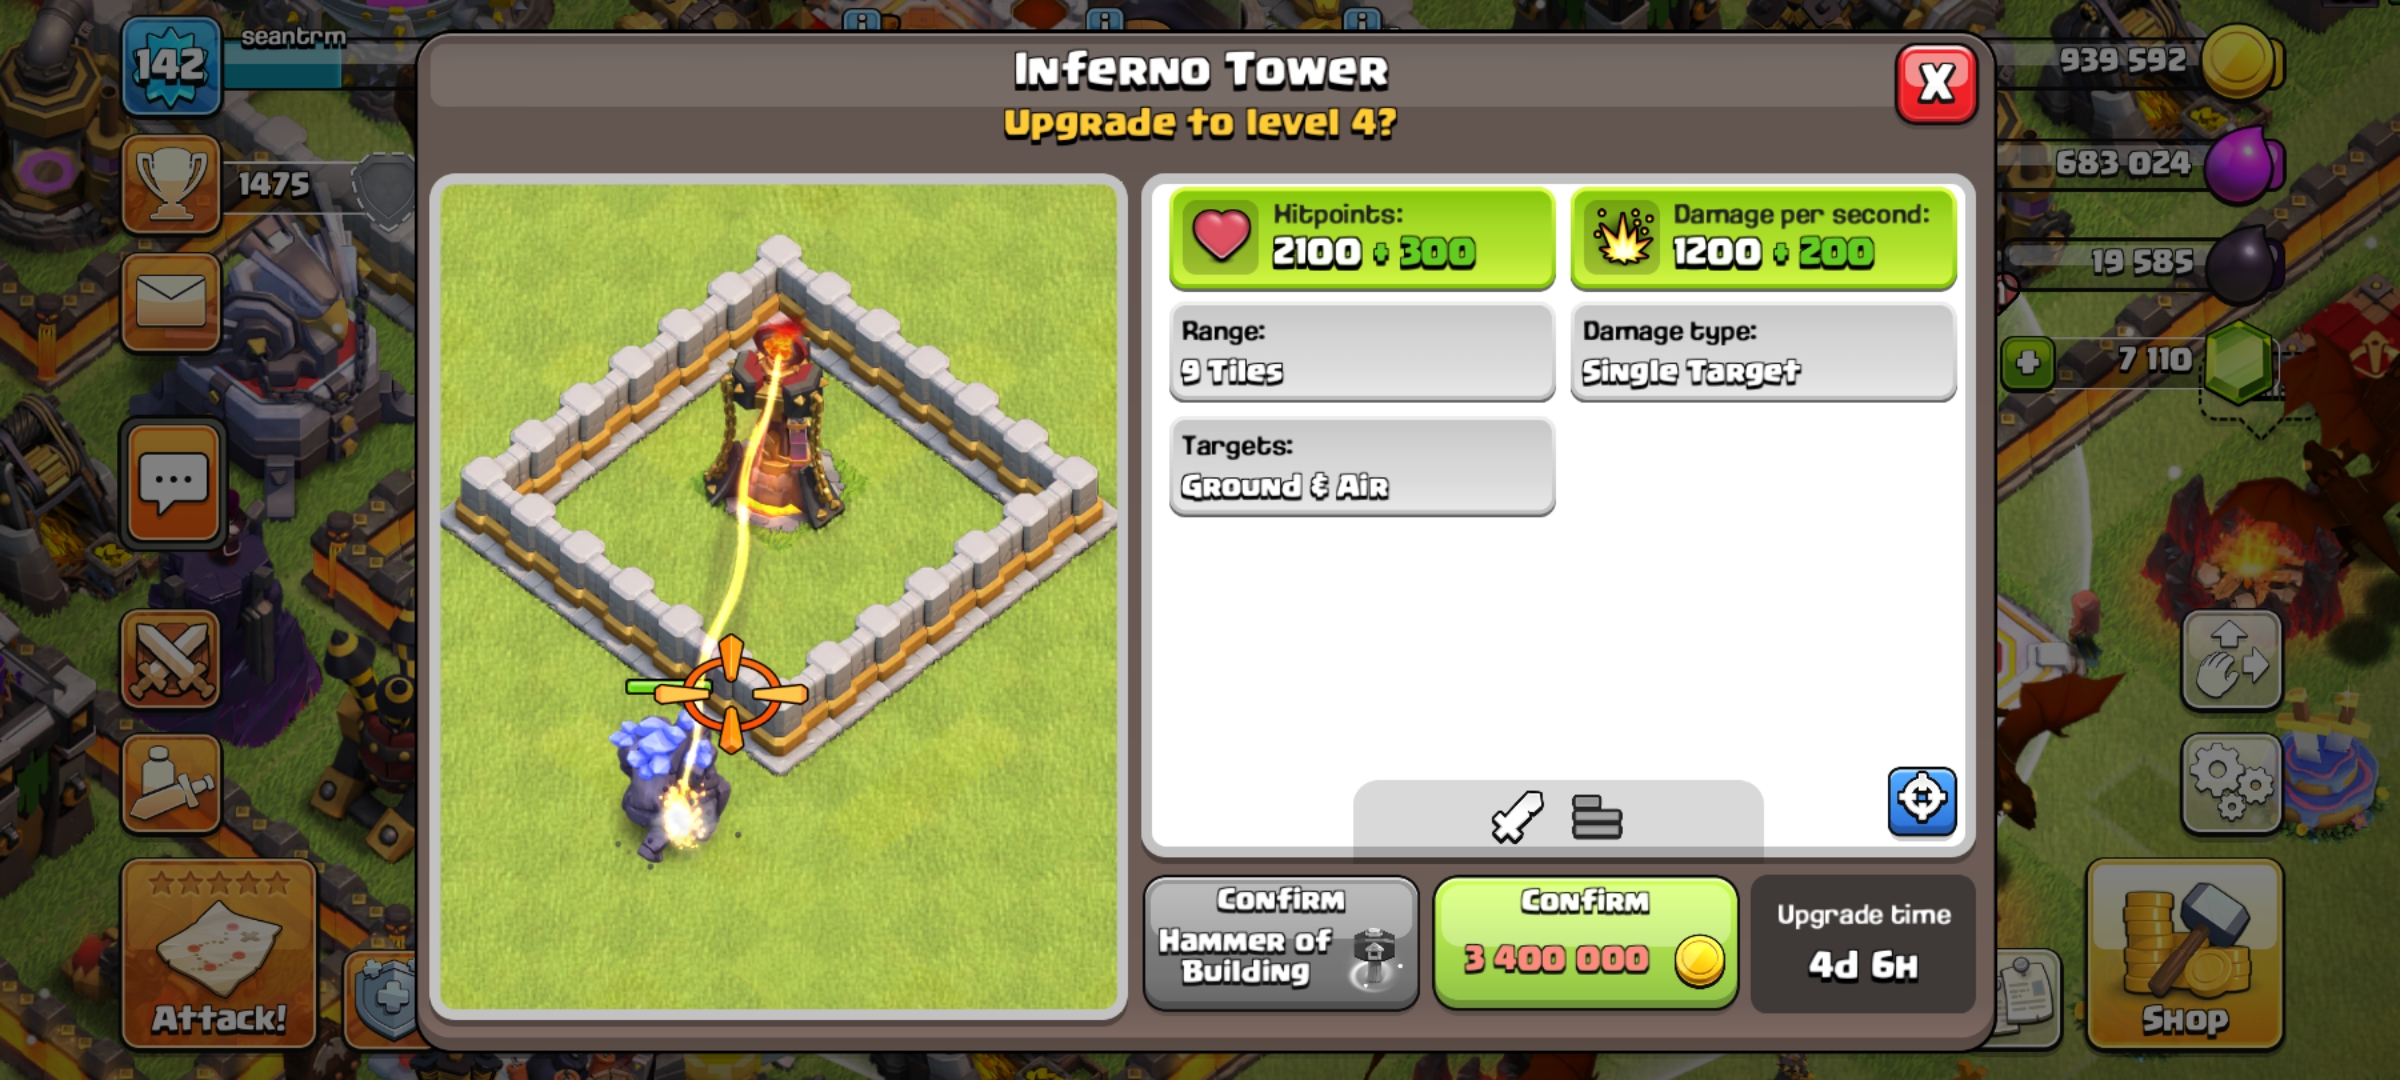 142
seantrm
1475
Attack!
Inferno Tower
Upgrade to level 4?
X
Hitpoints:
2100 + 300
Damage per second:
1200 + 200
Range:
9 Tiles
Damage type:
Single Target
Targets:
Ground & Air
Confirm
Hammer of
Building
Confirm
3 400 000
Upgrade time
4d 6h
939 592
683 024
19 585
7 110
Shop